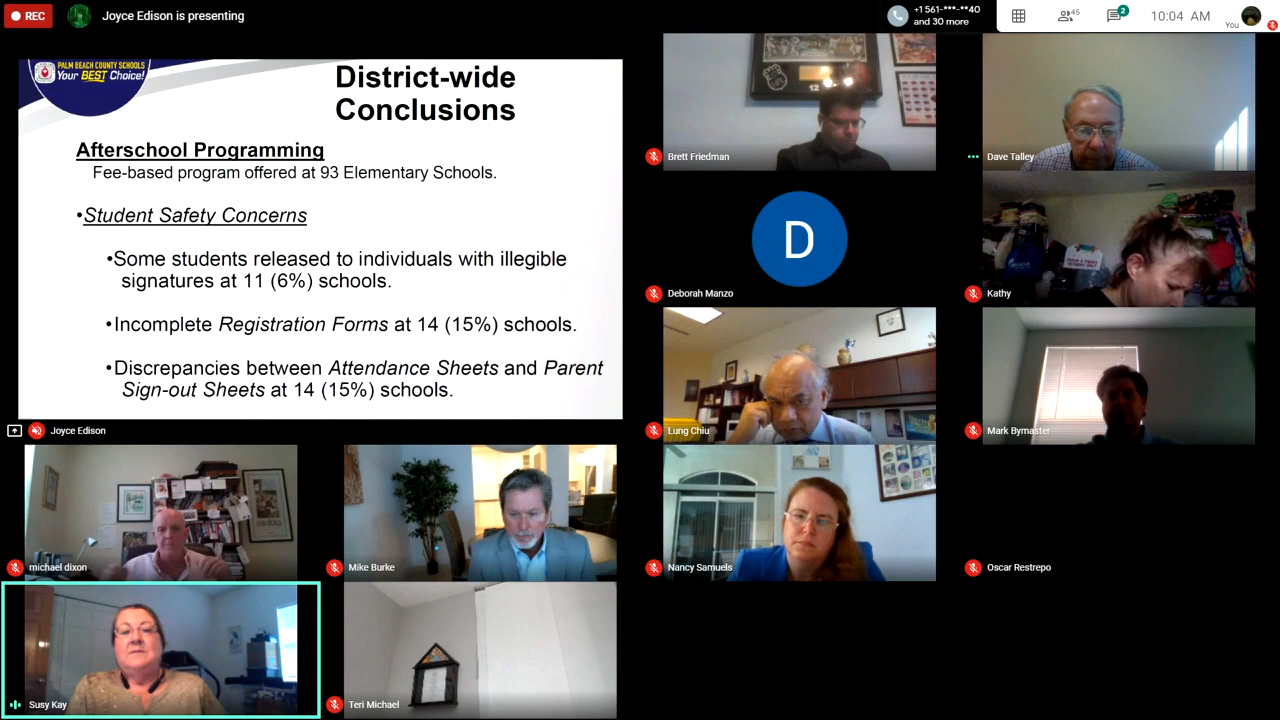 REC
Joyce Edison is presenting
+1 561-***-**40
and 30 more
45
2
10:04 AM
You
PALM BEACH COUNTY SCHOOLS
Your BEST Choice!
District-wide
Conclusions
Afterschool Programming
Fee-based program offered at 93 Elementary Schools.
•Student Safety Concerns
•Some students released to individuals with illegible
signatures at 11 (6%) schools.
•Incomplete Registration Forms at 14 (15%) schools.
•Discrepancies between Attendance Sheets and Parent
Sign-out Sheets at 14 (15%) schools.
Joyce Edison
12
Brett Friedman
Dave Talley
D
Deborah Manzo
Kathy
Lung Chiu
Mark Bymaster
michael dixon
Mike Burke
Nancy Samuels
Oscar Restrepo
Susy Kay
Teri Michael